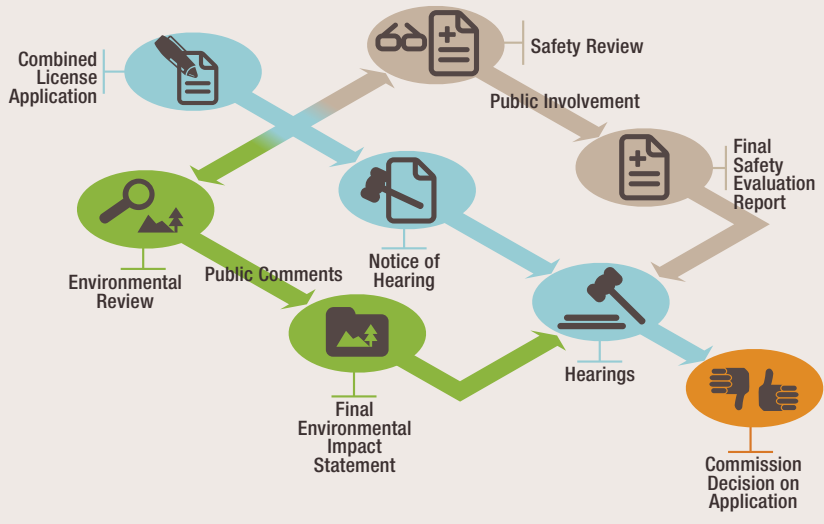 Combined
License
Application
Safety Review
Public Involvement
Final
Safety
Evaluation
Report
Environmental
Review
Public Comments
Notice of
Hearing
Hearings
Final
Environmental
Impact
Statement
Commission
Decision on
Application